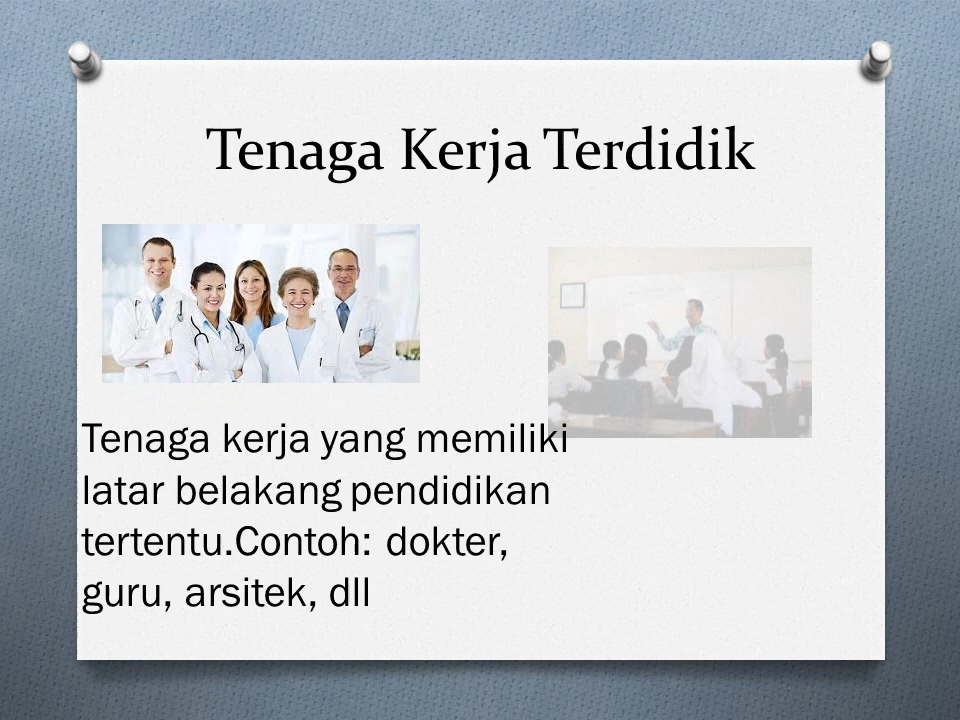 Tenaga Kerja Terdidik
Tenaga kerja yang memiliki
latar belakang pendidikan
tertentu.Contoh: dokter,
guru, arsitek, dll